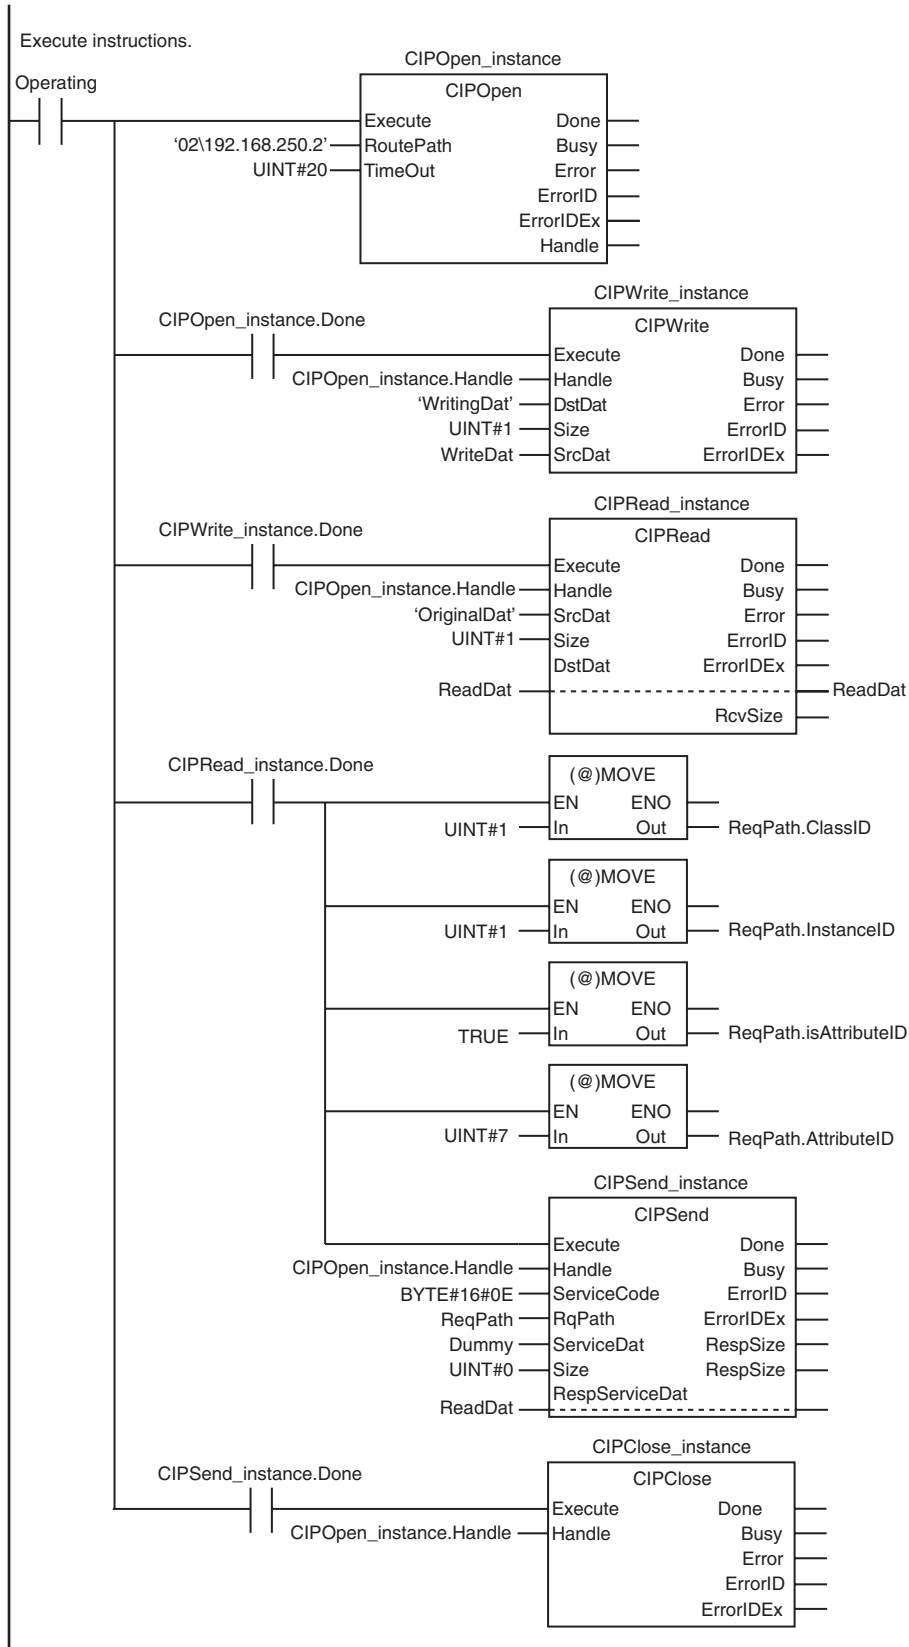 Execute instructions.
Operating
CIPOpen_instance
CIPOpen
Execute Done
'02\192.168.250.2' RoutePath Busy
UINT#20 TimeOut Error
ErrorID
ErrorIDEx
Handle
CIPWrite_instance
CIPOpen_instance.Done
CIPWrite
Execute Done
CIPOpen_instance.Handle Handle Busy
'WritingDat' DstDat Error
UINT#1 Size ErrorID
WriteDat SrcDat ErrorIDEx
CIPRead_instance
CIPWrite_instance.Done
CIPRead
Execute Done
CIPOpen_instance.Handle Handle Busy
'OriginalDat' SrcDat Error
UINT#1 Size ErrorID
DstDat ErrorIDEx
ReadDat ReadDat
RcvSize
CIPRead_instance.Done
(@)MOVE
EN ENO
UINT#1 In Out ReqPath.ClassID
(@)MOVE
EN ENO
UINT#1 In Out ReqPath.InstanceID
(@)MOVE
EN ENO
TRUE In Out ReqPath.isAttributeID
(@)MOVE
EN ENO
UINT#7 In Out ReqPath.AttributeID
CIPSend_instance
CIPSend
Execute Done
CIPOpen_instance.Handle Handle Busy
BYTE#16#0E ServiceCode ErrorID
ReqPath RqPath ErrorIDEx
Dummy ServiceDat RespSize
UINT#0 Size RespSize
RespServiceDat
ReadDat
CIPClose_instance
CIPSend_instance.Done
CIPClose
Execute Done
CIPOpen_instance.Handle Handle Busy
Error
ErrorID
ErrorIDEx